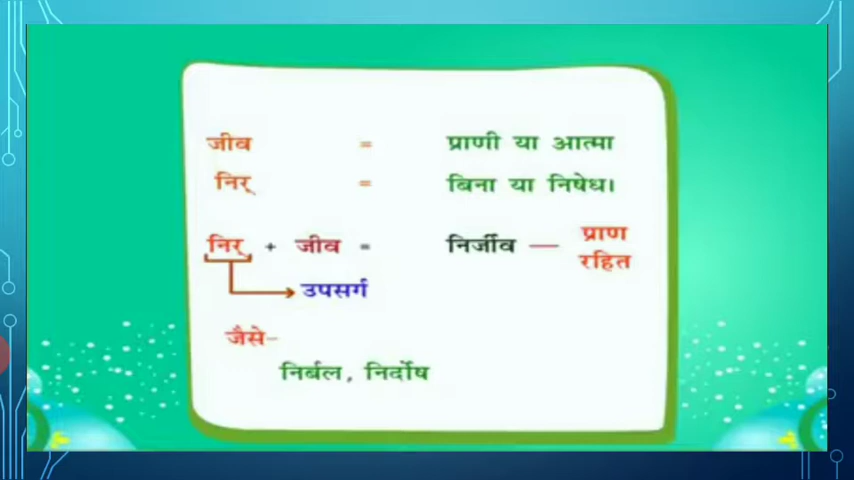 जीव = प्राणी या आत्मा
निर् = बिना या निषेध।
निर् + जीव = निर्जीव — प्राण रहित
उपसर्ग
जैसे-
निर्बल, निर्दोष